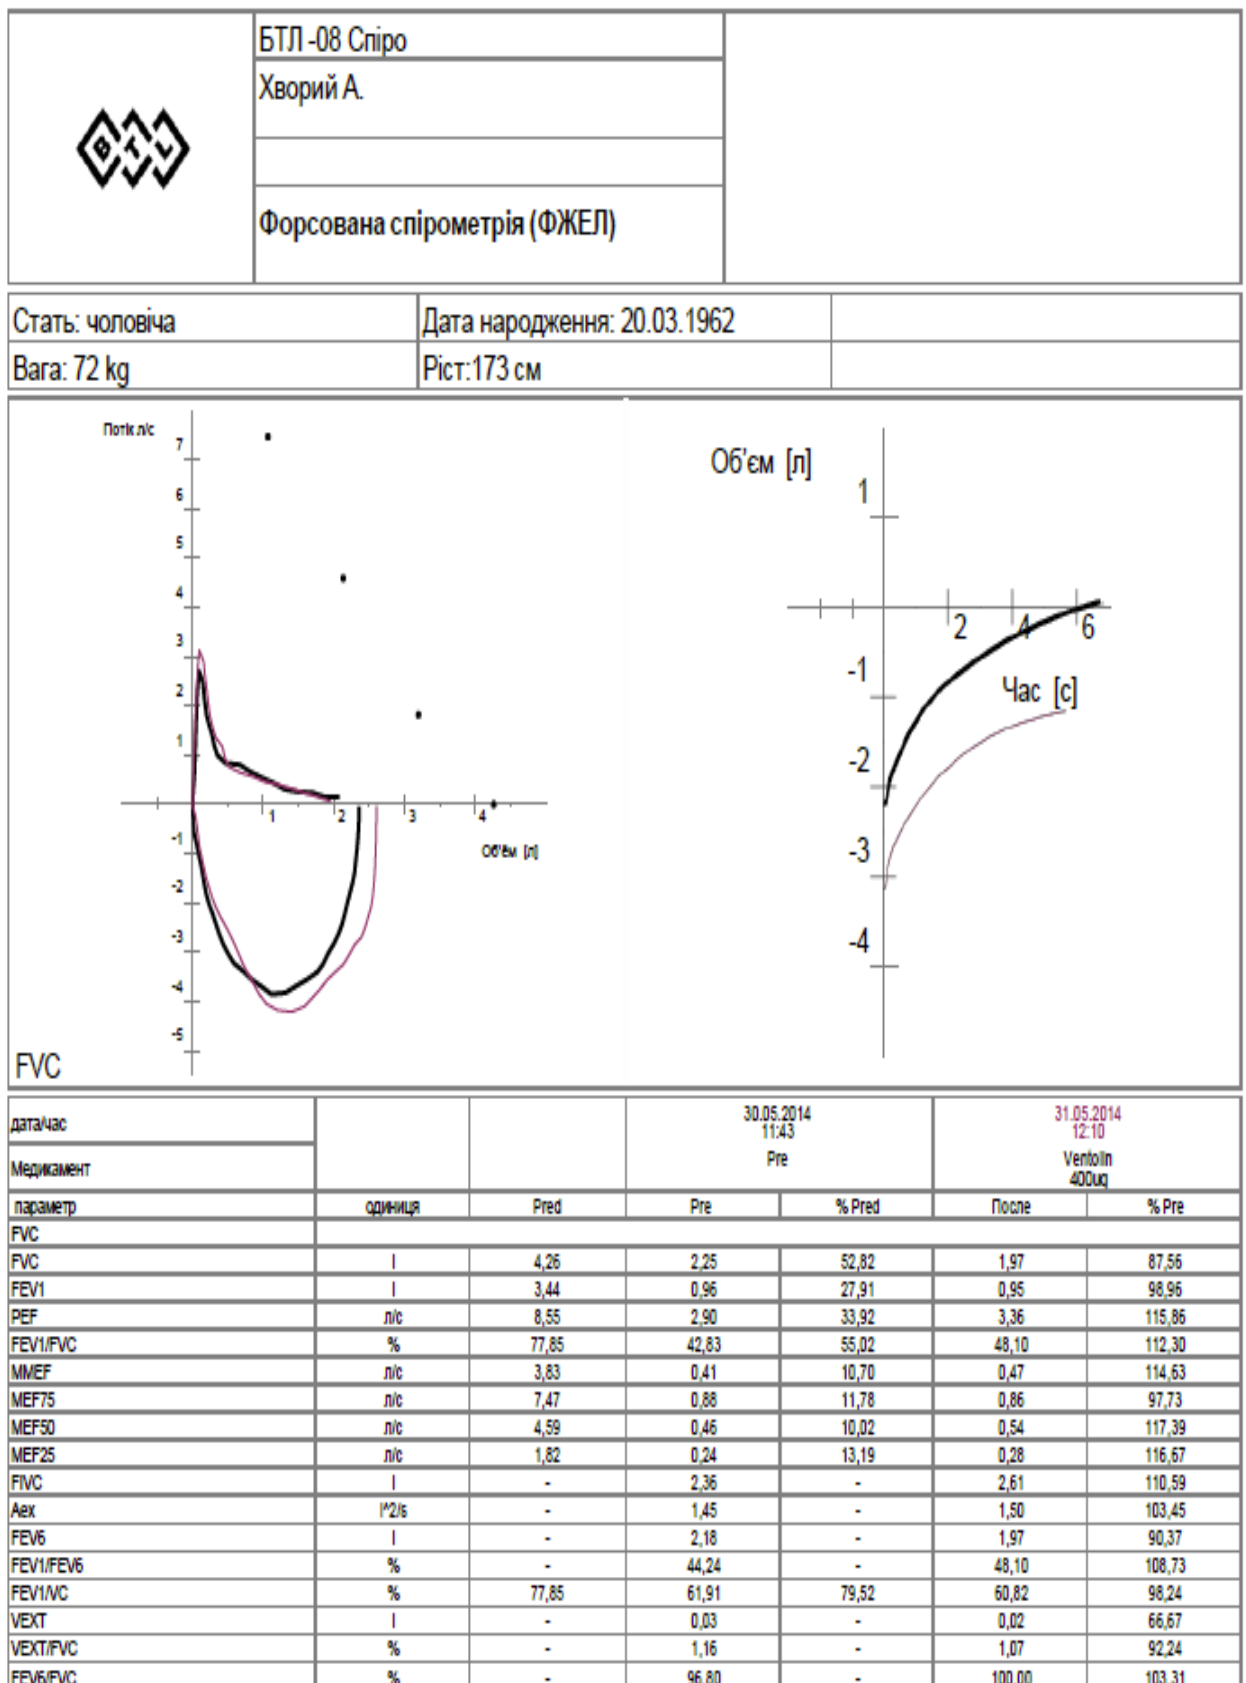 БТЛ -08 Спіро
Хворий А.
BTL
Форсована спірометрія (ФЖЕЛ)
Стать: чоловіча Дата народження: 20.03.1962
Вага: 72 kg Ріст:173 см
Потік л/с
7
6
5
4
3
2
1
1 2 3 4
-1
Об'ём [л]
-2
-3
-4
-5
FVC
Об'єм [л]
1
2 4 6
-1
Час [с]
-2
-3
-4
дата/час 30.05.2014 11:43 31.05.2014 12:10
Медикамент Pre Ventolin 400uq
параметр одиниця Pred Pre % Pred После % Pre
FVC
FVC l 4,26 2,25 52,82 1,97 87,56
FEV1 l 3,44 0,96 27,91 0,95 98,96
PEF л/с 8,55 2,90 33,92 3,36 115,86
FEV1/FVC % 77,85 42,83 55,02 48,10 112,30
MMEF л/с 3,83 0,41 10,70 0,47 114,63
MEF75 л/с 7,47 0,88 11,78 0,86 97,73
MEF50 л/с 4,59 0,46 10,02 0,54 117,39
MEF25 л/с 1,82 0,24 13,19 0,28 116,67
FIVC l - 2,36 - 2,61 110,59
Aex l^2/s - 1,45 - 1,50 103,45
FEV6 l - 2,18 - 1,97 90,37
FEV1/FEV6 % - 44,24 - 48,10 108,73
FEV1/VC % 77,85 61,91 79,52 60,82 98,24
VEXT l - 0,03 - 0,02 66,67
VEXT/FVC % - 1,16 - 1,07 92,24
FEV6/FVC % - 96,80 - 100,00 103,31